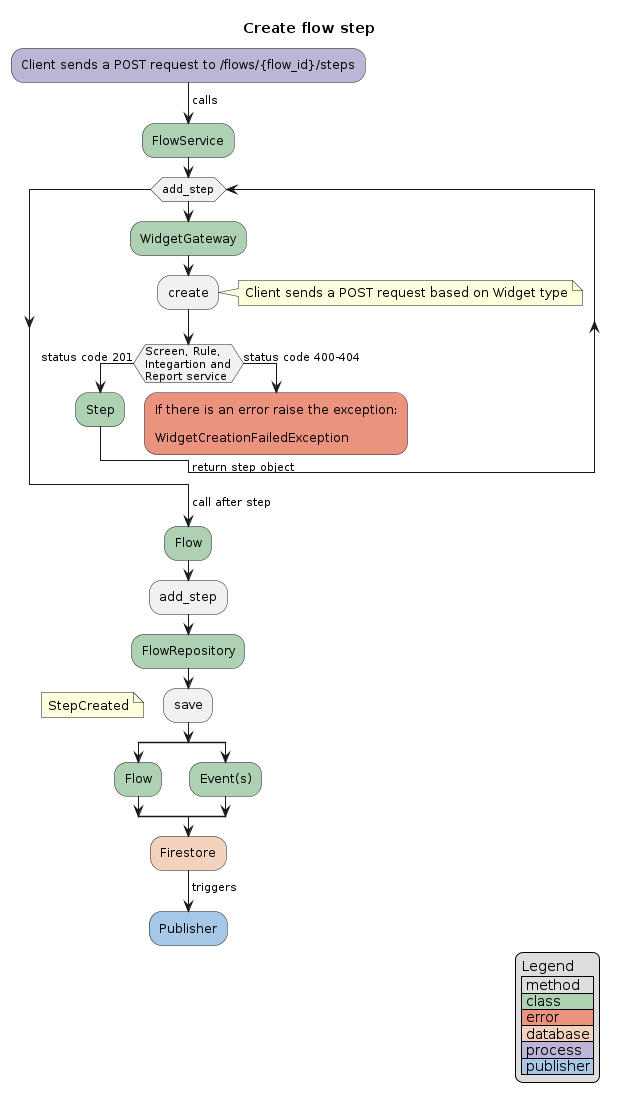 Create flow step
Client sends a POST request to /flows/{flow_id}/steps
calls
FlowService
add_step
WidgetGateway
create
Client sends a POST request based on Widget type
status code 201
Screen, Rule,
Integartion and
Report service
status code 400-404
Step
If there is an error raise the exception:
WidgetCreationFailedException
return step object
call after step
Flow
add_step
FlowRepository
StepCreated
save
Flow
Event(s)
Firestore
triggers
Publisher
Legend
method
class
error
database
process
publisher